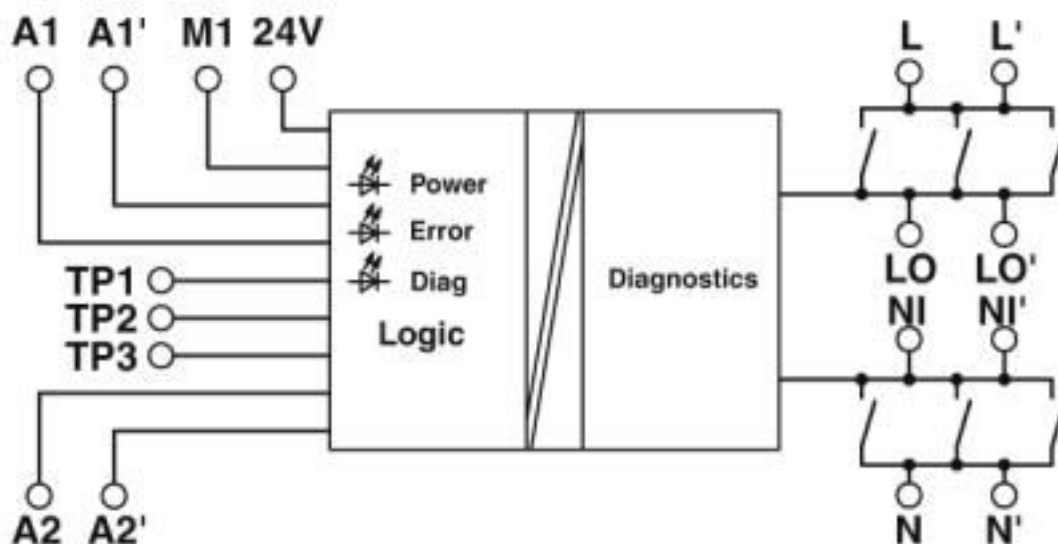 A1 A1' M1 24V
L L'
Power
Error
Diag
Logic
TP1
TP2
TP3
Diagnostics
LO LO'
NI NI'
A2 A2'
N N'